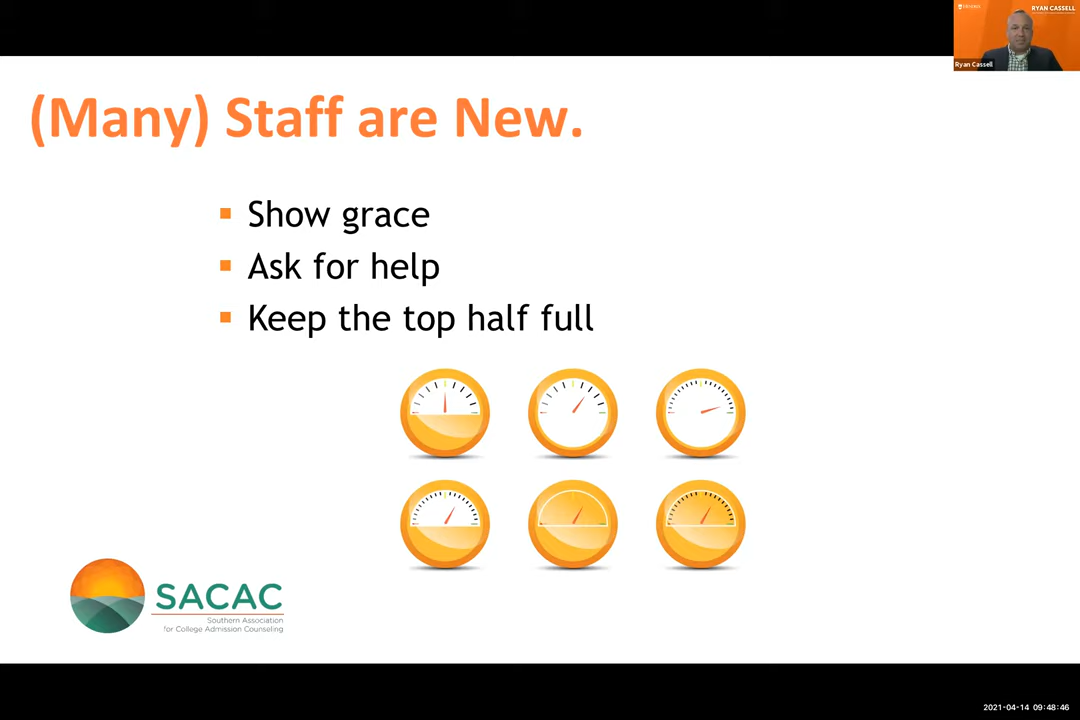 RYAN CASSELL
Ryan Cassell
(Many) Staff are New.
Show grace
Ask for help
Keep the top half full
SACAC
Southern Association
for College Admission Counseling
2021-04-14 09:48:46